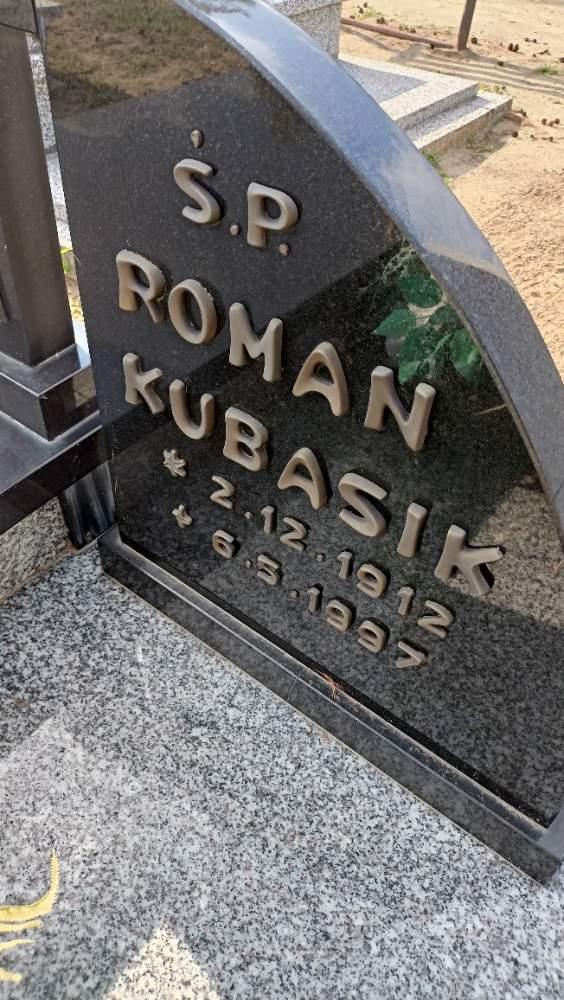 Ś.P.
ROMAN
KUBASIK
* 2.12.1912
+ 6.5.1997